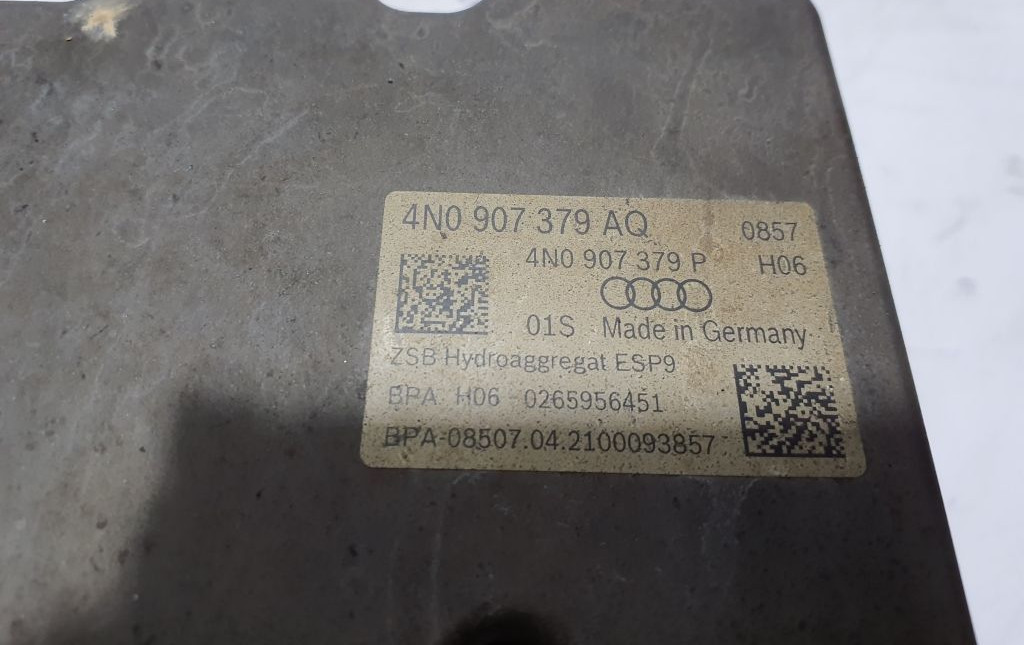 4N0 907 379 AQ 0857
4N0 907 379 P H06
01S Made in Germany
ZSB Hydroaggregat ESP9
BPA H06 0265956451
BPA-08507.04.2100093857